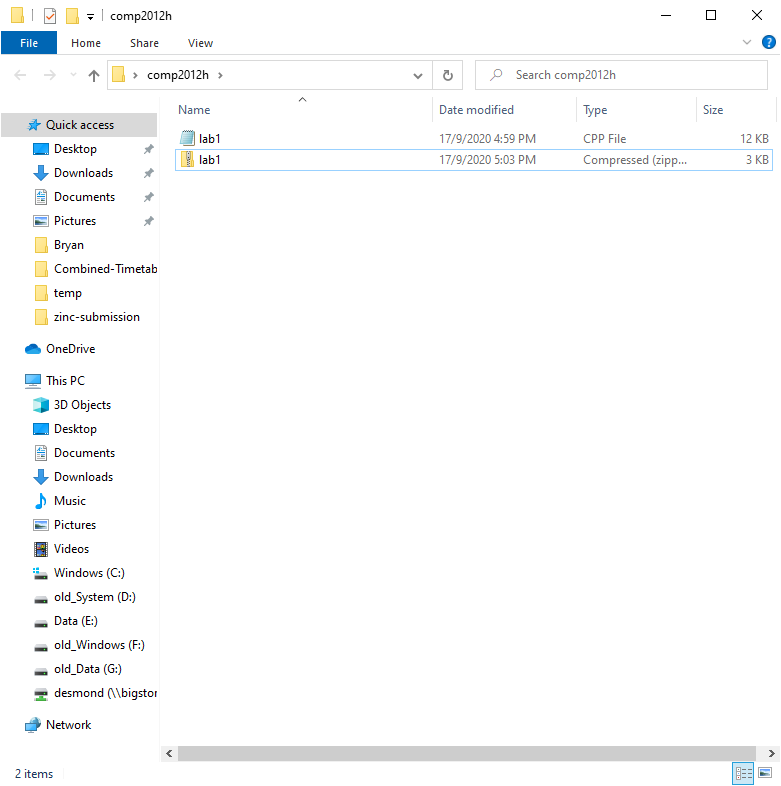 comp2012h
File Home Share View
comp2012h
Search comp2012h
Name Date modified Type Size
lab1 17/9/2020 4:59 PM CPP File 12 KB
lab1 17/9/2020 5:03 PM Compressed (zipp... 3 KB
Quick access
Desktop
Downloads
Documents
Pictures
Bryan
Combined-Timetab
temp
zinc-submission
OneDrive
This PC
3D Objects
Desktop
Documents
Downloads
Music
Pictures
Videos
Windows (C:)
old_System (D:)
Data (E:)
old_Windows (F:)
old_Data (G:)
desmond (\\bigstor
Network
2 items